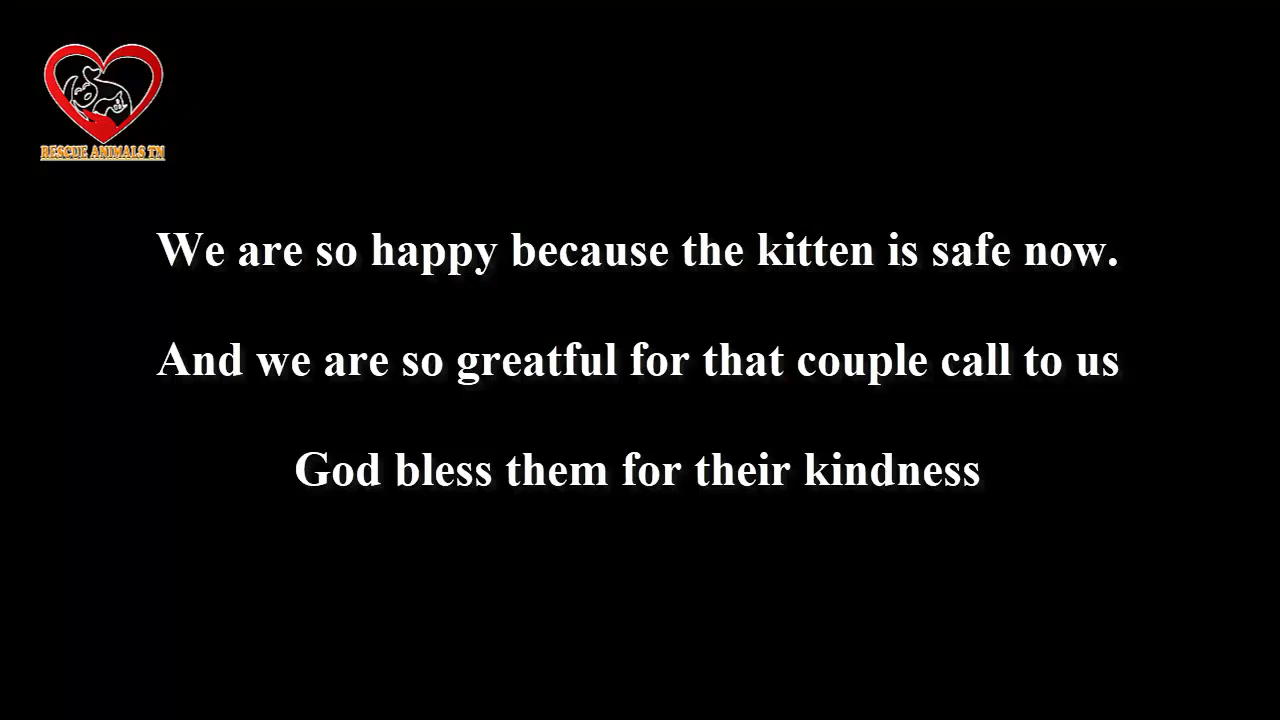 RESCUE ANIMALS TN
We are so happy because the kitten is safe now.
And we are so greatful for that couple call to us
God bless them for their kindness